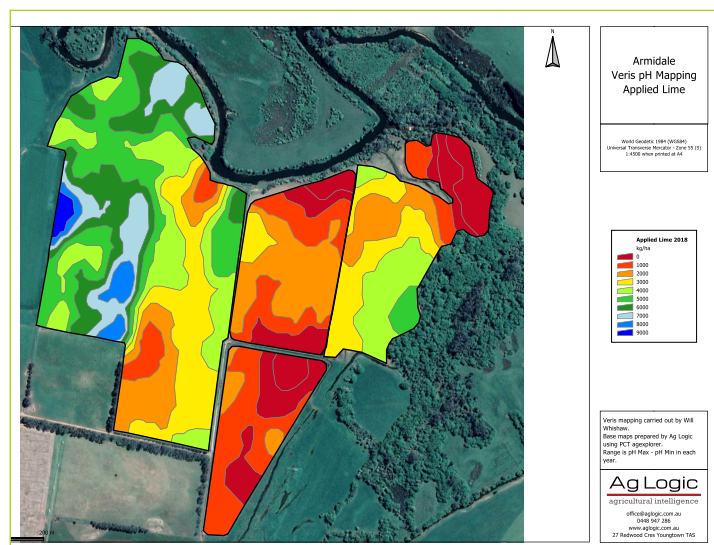 N
Armidale
Veris pH Mapping
Applied Lime
World Geodetic 1984 (WGS84)
Universal Transverse Mercator - Zone 55 (S)
1:4500 when printed at A4
Applied Lime 2018
kg/ha
0
1000
2000
3000
4000
5000
6000
7000
8000
9000
Veris mapping carried out by Will
Whishaw.
Base maps prepared by Ag Logic
using PCT agexplorer.
Range is pH Max - pH Min in each
year.
Ag Logic
agricultural intelligence
office@aglogic.com.au
0448 947 286
www.aglogic.com.au
27 Redwood Cres Youngtown TAS
200 m